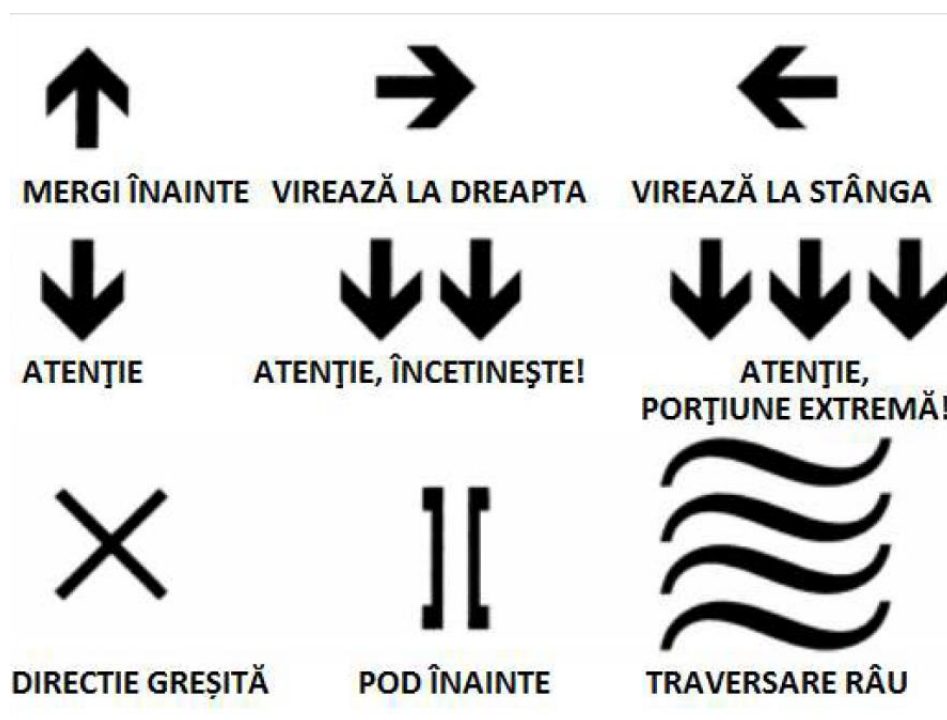 MERGI ÎNAINTE VIREAZĂ LA DREAPTA VIREAZĂ LA STÂNGA
ATENŢIE ATENŢIE, ÎNCETINEŞTE! ATENŢIE,
PORŢIUNE EXTREMĂ!
DIRECTIE GREȘITĂ POD ÎNAINTE TRAVERSARE RÂU